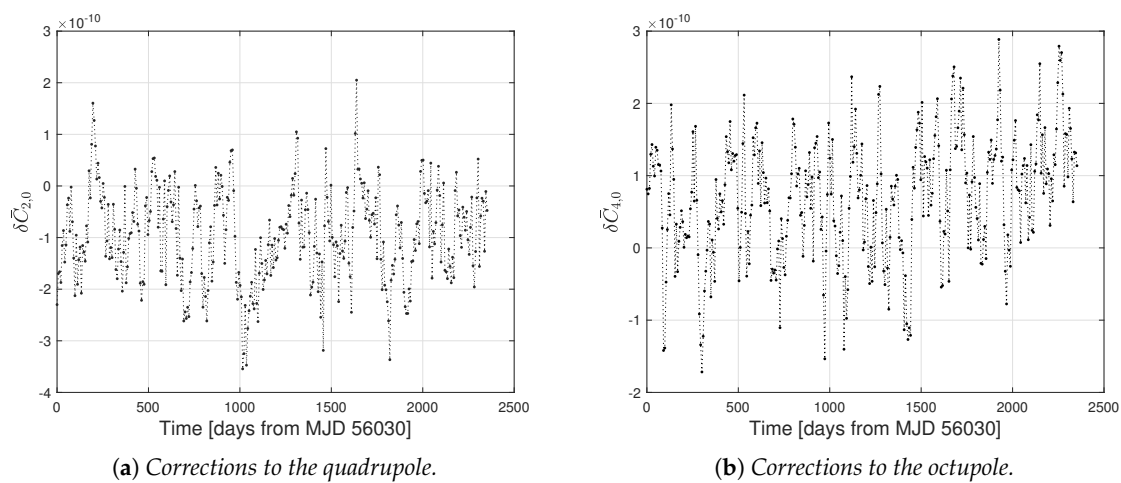 ×10⁻¹⁰
2
1
0
-1
-2
-3
-4
δC̄₂,₀
0 500 1000 1500 2000 2500
Time [days from MJD 56030]
(a) Corrections to the quadrupole.
×10⁻¹⁰
3
2
1
0
-1
-2
δC̄₄,₀
0 500 1000 1500 2000 2500
Time [days from MJD 56030]
(b) Corrections to the octupole.